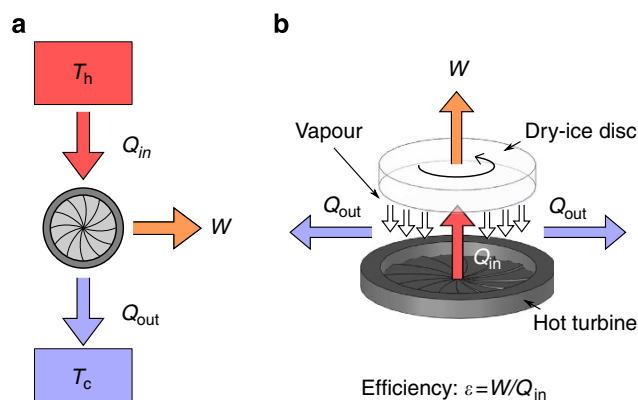 a
T_h
Q_in
W
Q_out
T_c
b
W
Vapour
Dry-ice disc
Q_out
Q_out
Q_in
Hot turbine
Efficiency: ε=W/Q_in